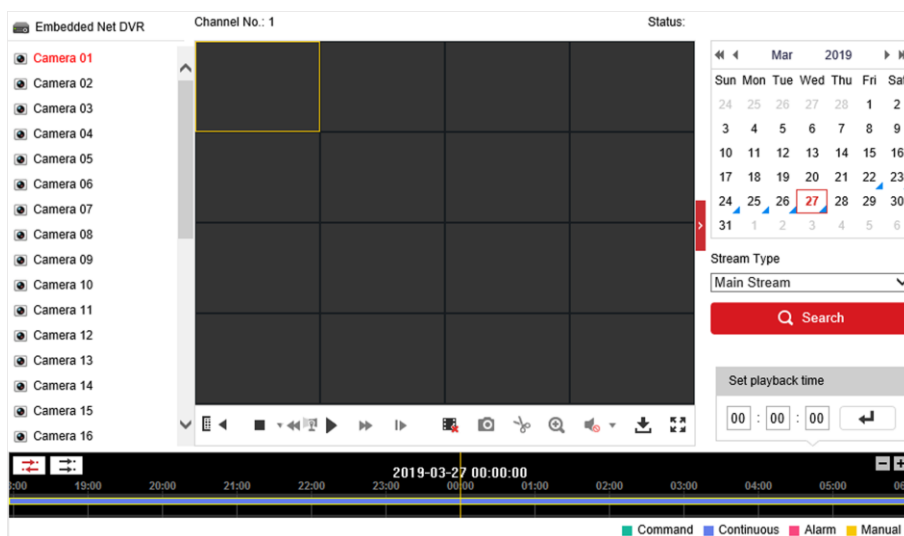 Embedded Net DVR
Channel No.: 1
Status:
Camera 01
Camera 02
Camera 03
Camera 04
Camera 05
Camera 06
Camera 07
Camera 08
Camera 09
Camera 10
Camera 11
Camera 12
Camera 13
Camera 14
Camera 15
Camera 16
Mar 2019
Sun Mon Tue Wed Thu Fri Sat
24 25 26 27 28 1 2
3 4 5 6 7 8 9
10 11 12 13 14 15 16
17 18 19 20 21 22 23
24 25 26 27 28 29 30
31 1 2 3 4 5 6
Stream Type
Main Stream
Search
Set playback time
00 : 00 : 00
2019-03-27 00:00:00
:00 19:00 20:00 21:00 22:00 23:00 00:00 01:00 02:00 03:00 04:00 05:00 06
Command Continuous Alarm Manual